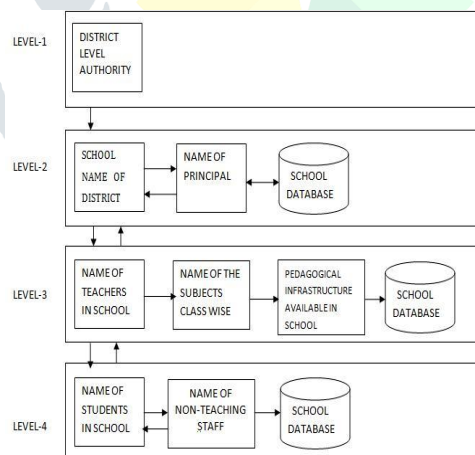 LEVEL-1
DISTRICT
LEVEL
AUTHORITY
LEVEL-2
SCHOOL
NAME OF
DISTRICT
NAME OF
PRINCIPAL
SCHOOL
DATABASE
LEVEL-3
NAME OF
TEACHERS
IN SCHOOL
NAME OF THE
SUBJECTS
CLASS WISE
PEDAGOGICAL
INFRASTRUCTURE
AVAILABLE IN
SCHOOL
SCHOOL
DATABASE
LEVEL-4
NAME OF
STUDENTS
IN SCHOOL
NAME OF
NON-TEACHING
STAFF
SCHOOL
DATABASE